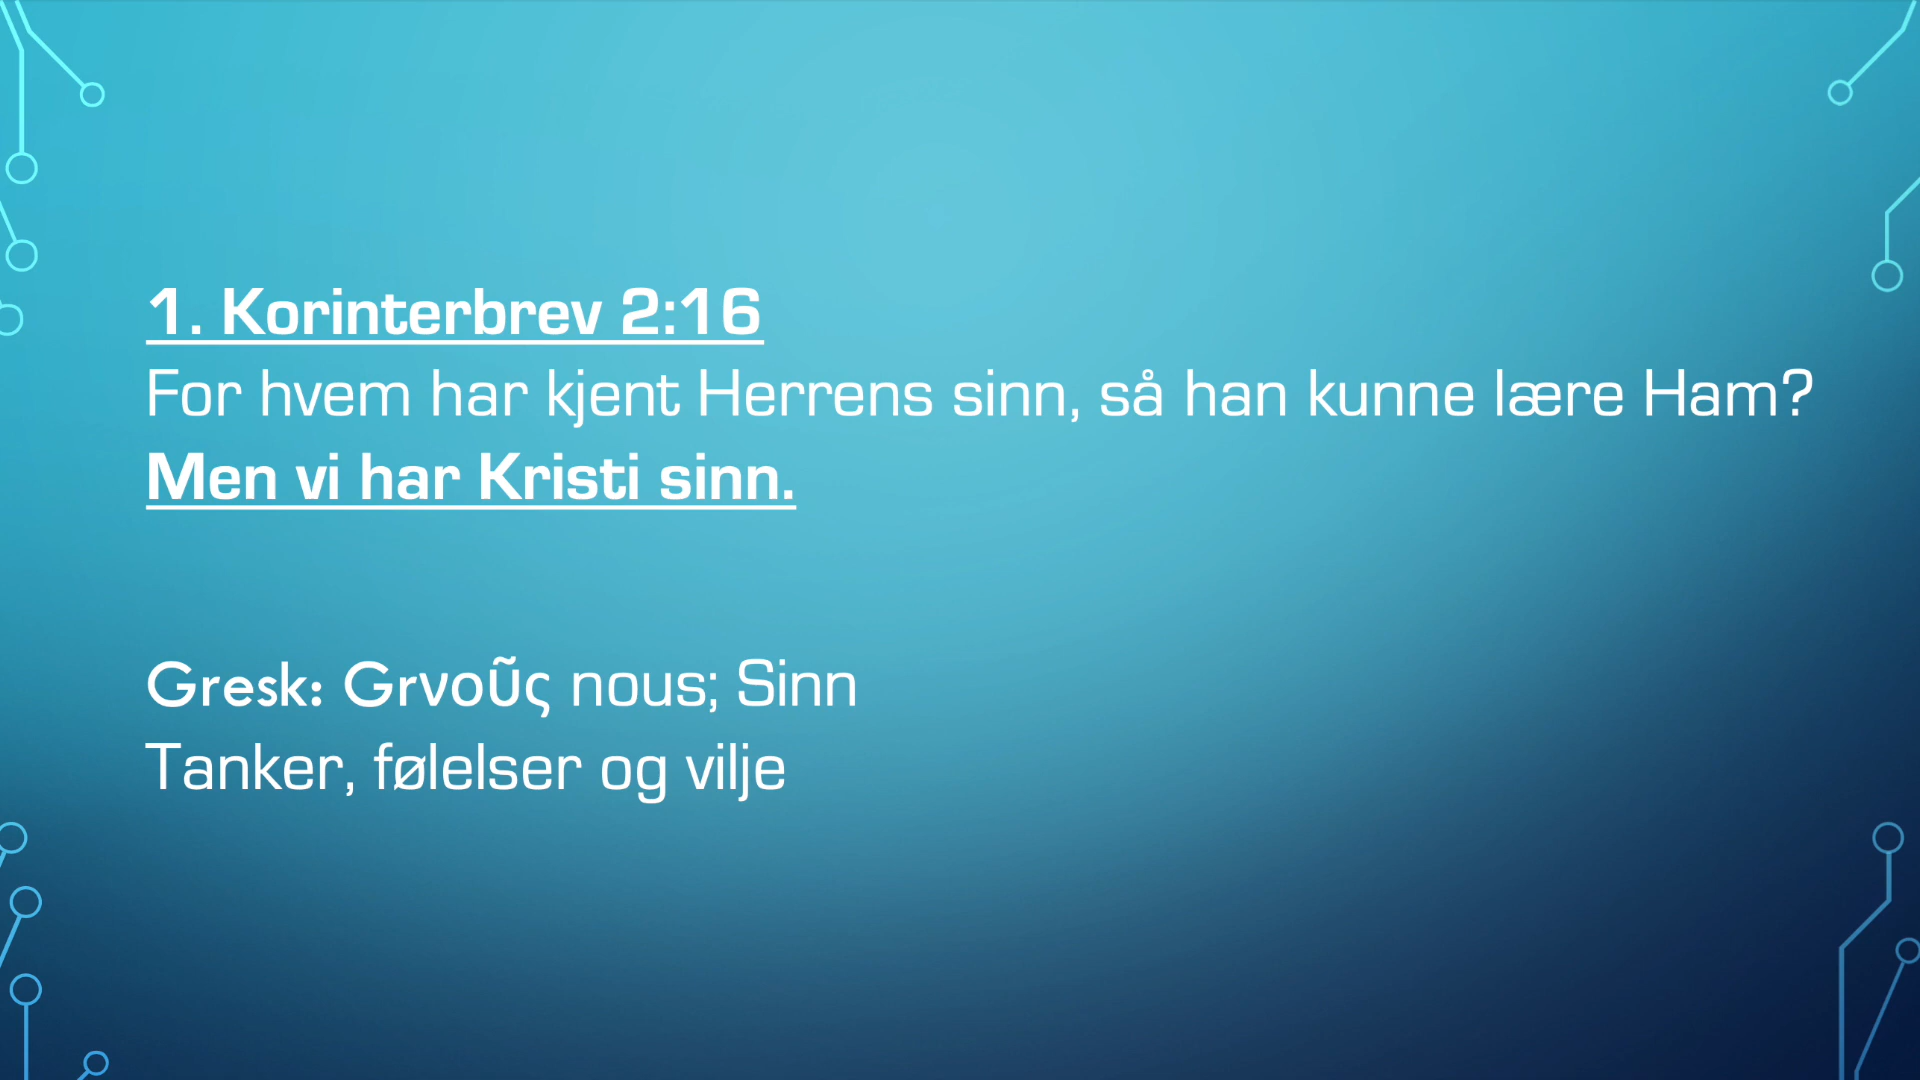 1. Korinterbrev 2:16
For hvem har kjent Herrens sinn, så han kunne lære Ham?
Men vi har Kristi sinn.
Gresk: Grνοῦς nous; Sinn
Tanker, følelser og vilje